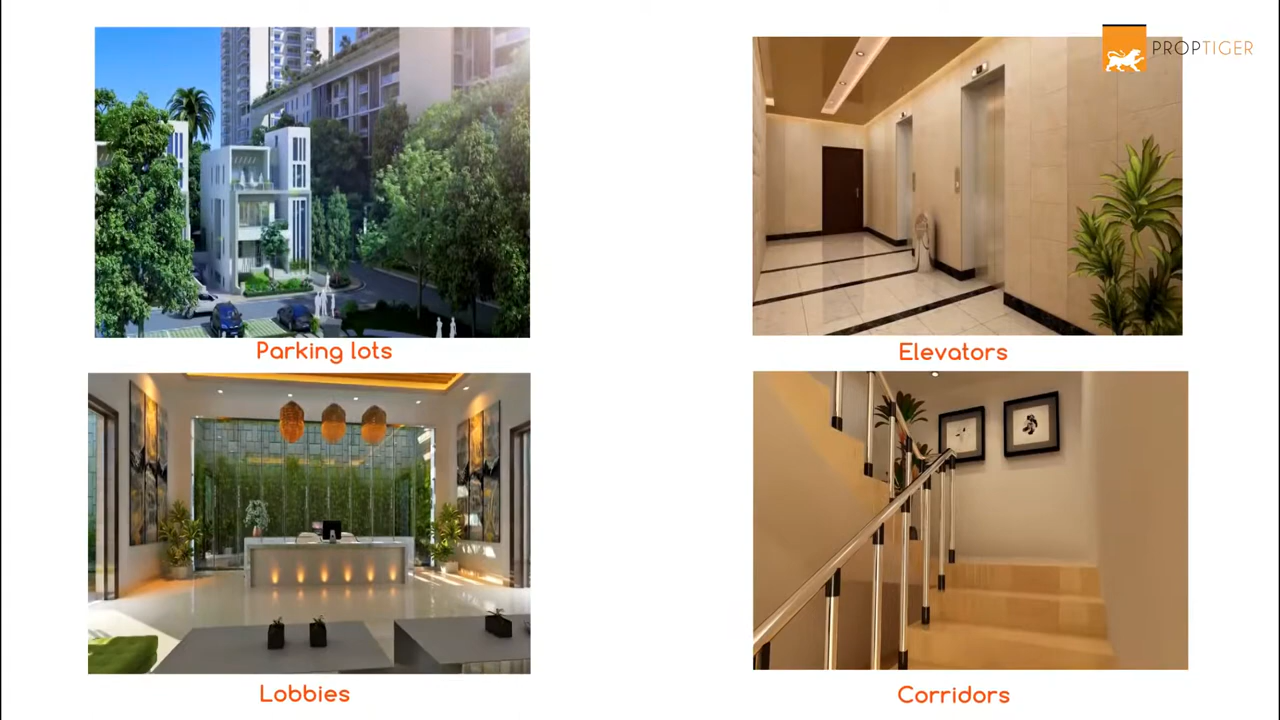 PROPTIGER
Parking lots
Elevators
Lobbies
Corridors